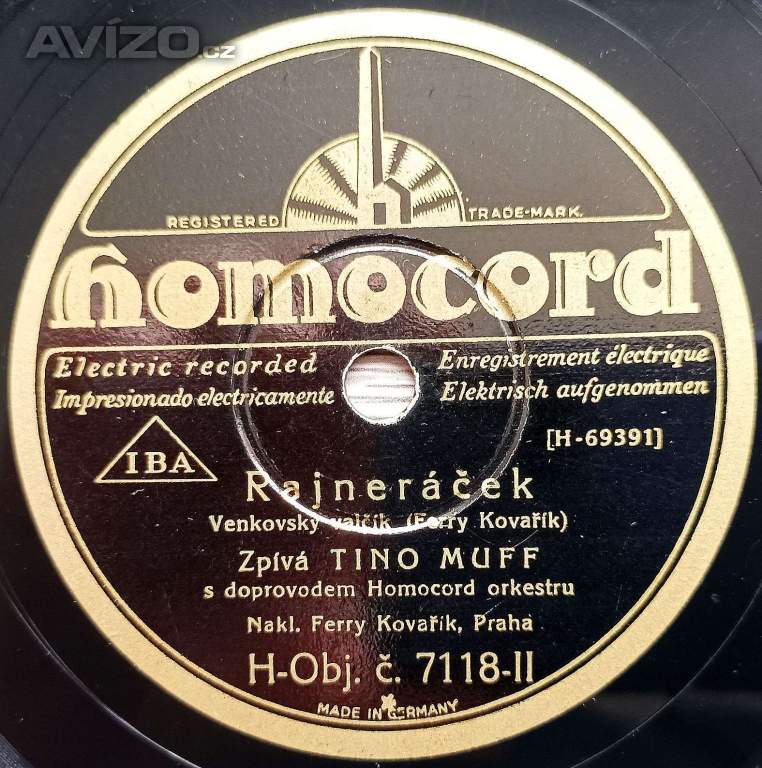 AVÍZO.cz
REGISTERED TRADE-MARK.
homocord
Electric recorded Enregistrement électrique
Impresionado electricamente Elektrisch aufgenommen
[H-69391]
IBA
Rajneráček
Venkovský valčík (Ferry Kovařík)
Zpívá TINO MUFF
s doprovodem Homocord orkestru
Nakl. Ferry Kovařík, Praha
H-Obj. č. 7118-II
MADE IN GERMANY